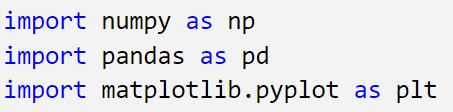 import numpy as np
import pandas as pd
import matplotlib.pyplot as plt